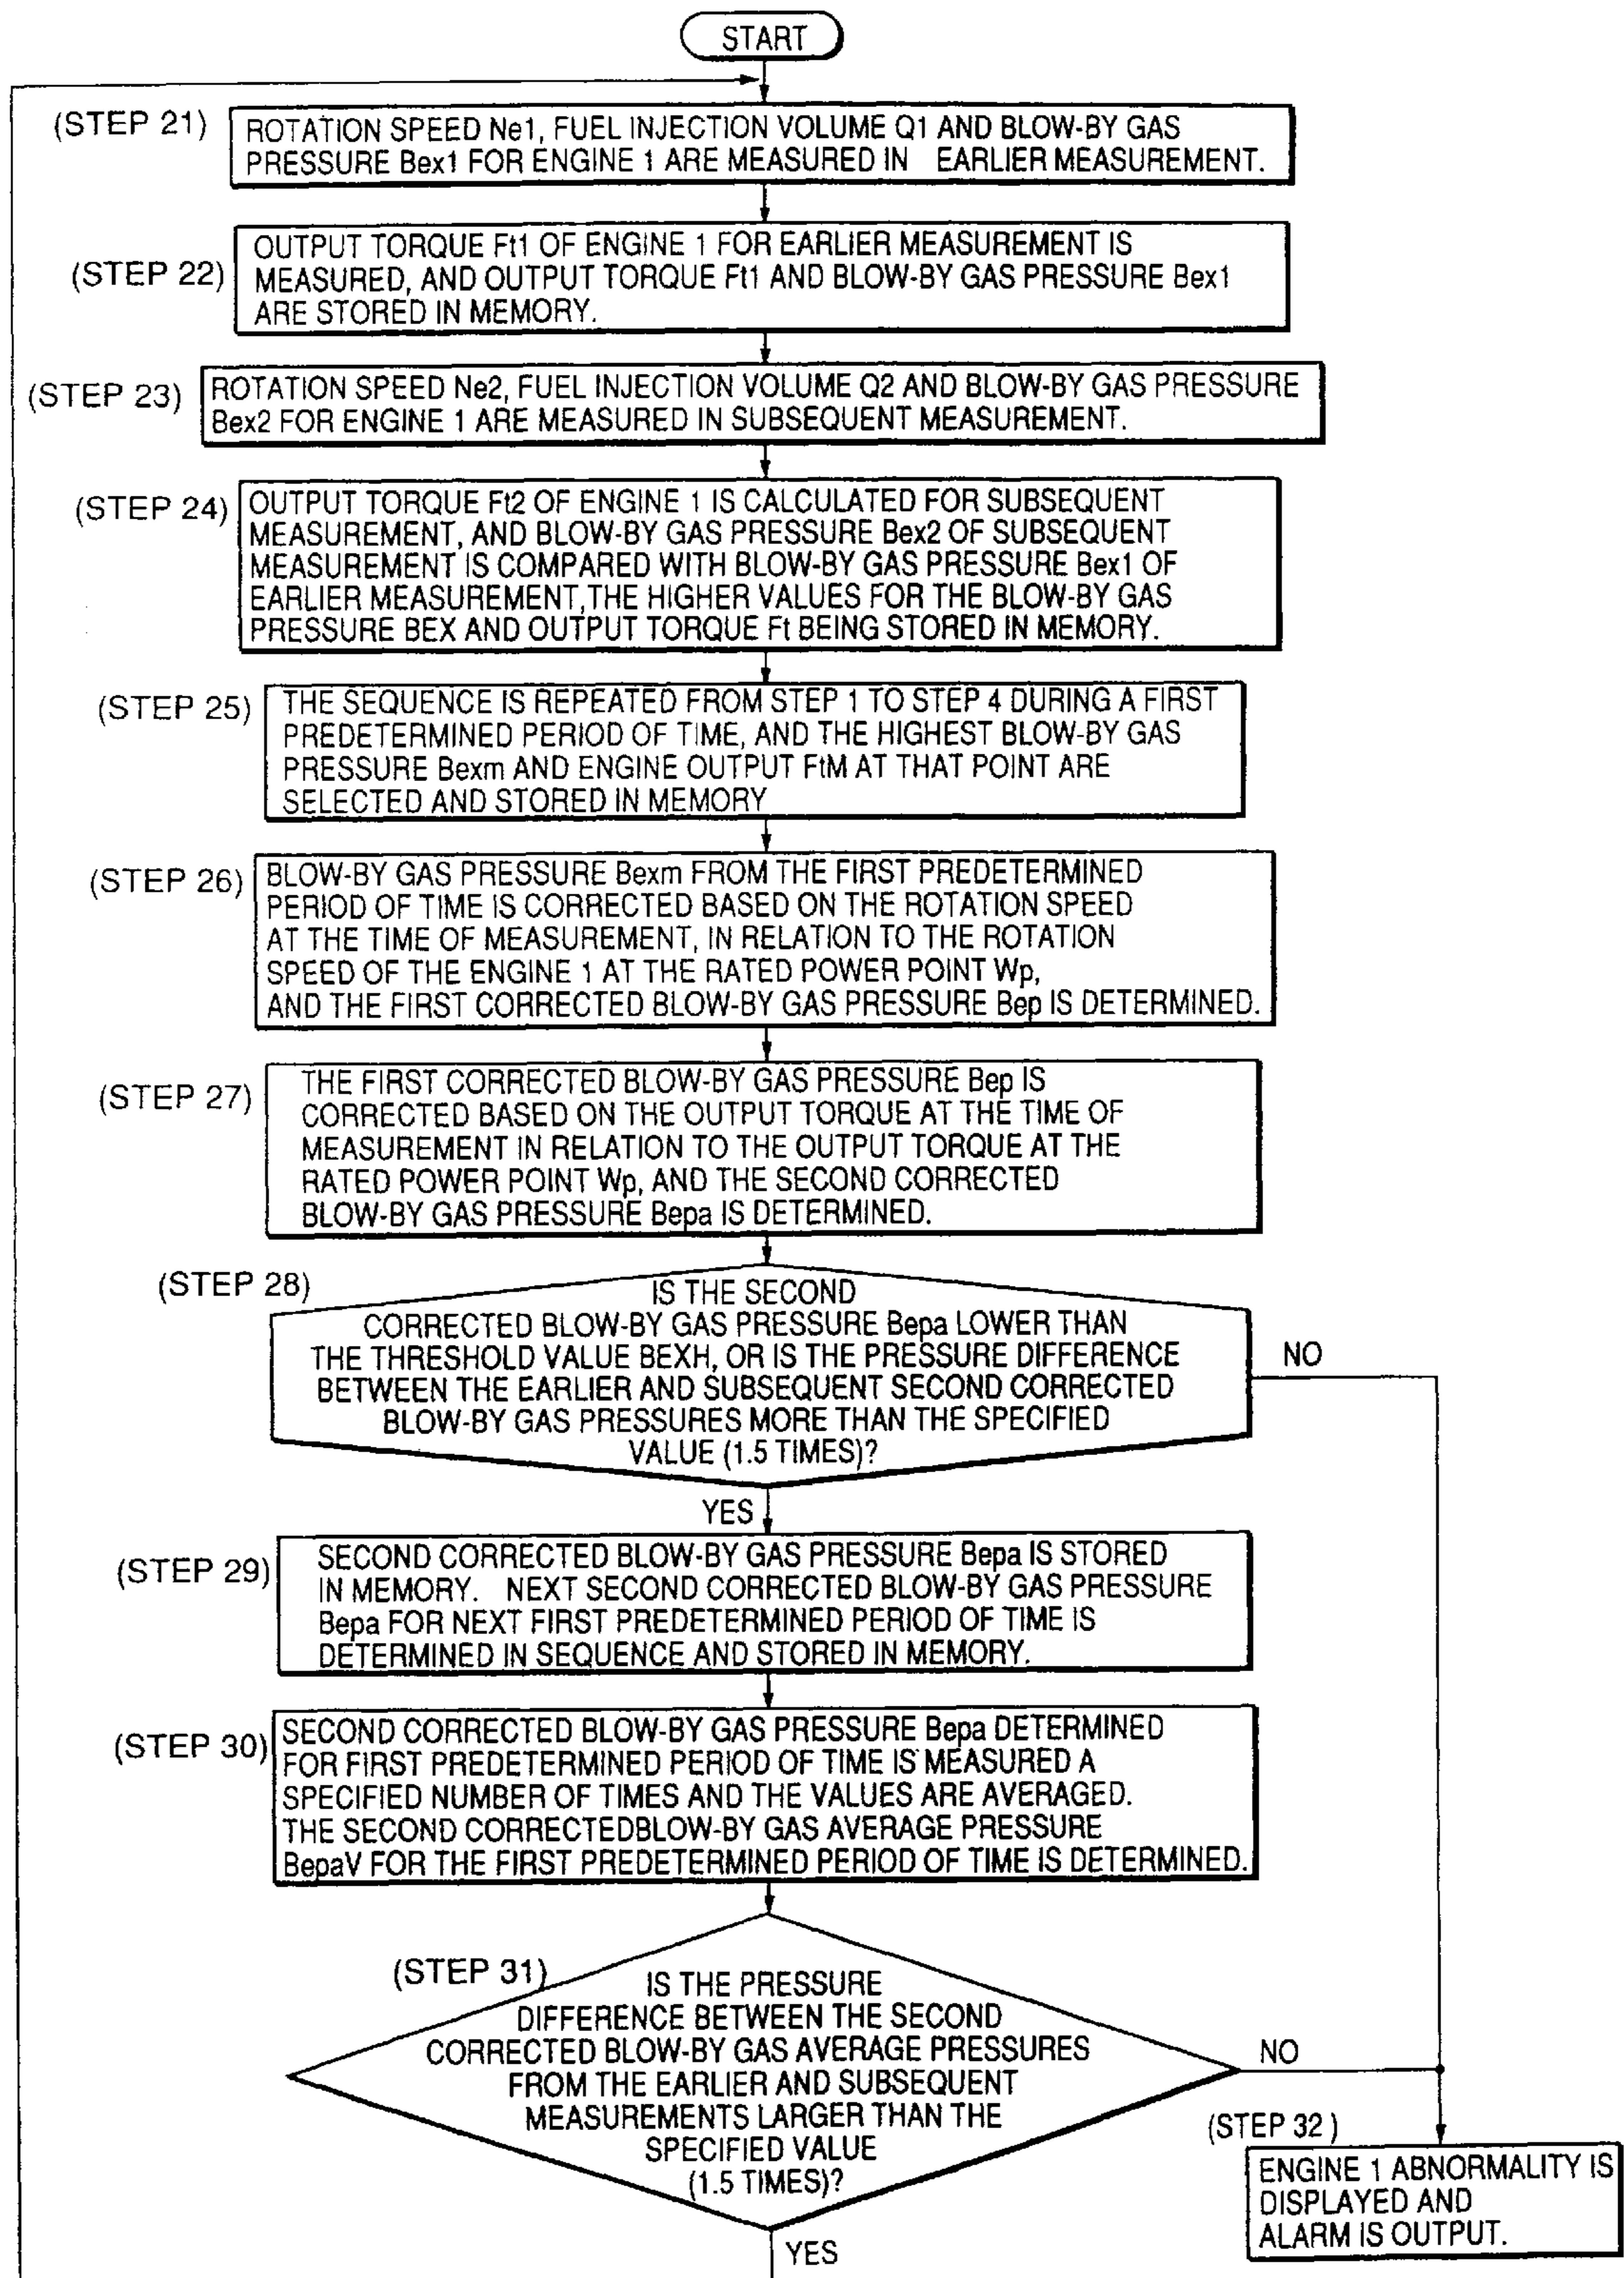 START
(STEP 21)
ROTATION SPEED Ne1, FUEL INJECTION VOLUME Q1 AND BLOW-BY GAS
PRESSURE Bex1 FOR ENGINE 1 ARE MEASURED IN EARLIER MEASUREMENT.
(STEP 22)
OUTPUT TORQUE Ft1 OF ENGINE 1 FOR EARLIER MEASUREMENT IS
MEASURED, AND OUTPUT TORQUE Ft1 AND BLOW-BY GAS PRESSURE Bex1
ARE STORED IN MEMORY.
(STEP 23)
ROTATION SPEED Ne2, FUEL INJECTION VOLUME Q2 AND BLOW-BY GAS PRESSURE
Bex2 FOR ENGINE 1 ARE MEASURED IN SUBSEQUENT MEASUREMENT.
(STEP 24)
OUTPUT TORQUE Ft2 OF ENGINE 1 IS CALCULATED FOR SUBSEQUENT
MEASUREMENT, AND BLOW-BY GAS PRESSURE Bex2 OF SUBSEQUENT
MEASUREMENT IS COMPARED WITH BLOW-BY GAS PRESSURE Bex1 OF
EARLIER MEASUREMENT,THE HIGHER VALUES FOR THE BLOW-BY GAS
PRESSURE BEX AND OUTPUT TORQUE Ft BEING STORED IN MEMORY.
(STEP 25)
THE SEQUENCE IS REPEATED FROM STEP 1 TO STEP 4 DURING A FIRST
PREDETERMINED PERIOD OF TIME, AND THE HIGHEST BLOW-BY GAS
PRESSURE Bexm AND ENGINE OUTPUT FtM AT THAT POINT ARE
SELECTED AND STORED IN MEMORY
(STEP 26)
BLOW-BY GAS PRESSURE Bexm FROM THE FIRST PREDETERMINED
PERIOD OF TIME IS CORRECTED BASED ON THE ROTATION SPEED
AT THE TIME OF MEASUREMENT, IN RELATION TO THE ROTATION
SPEED OF THE ENGINE 1 AT THE RATED POWER POINT Wp,
AND THE FIRST CORRECTED BLOW-BY GAS PRESSURE Bep IS DETERMINED.
(STEP 27)
THE FIRST CORRECTED BLOW-BY GAS PRESSURE Bep IS
CORRECTED BASED ON THE OUTPUT TORQUE AT THE TIME OF
MEASUREMENT IN RELATION TO THE OUTPUT TORQUE AT THE
RATED POWER POINT Wp, AND THE SECOND CORRECTED
BLOW-BY GAS PRESSURE Bepa IS DETERMINED.
(STEP 28)
IS THE SECOND
CORRECTED BLOW-BY GAS PRESSURE Bepa LOWER THAN
THE THRESHOLD VALUE BEXH, OR IS THE PRESSURE DIFFERENCE
BETWEEN THE EARLIER AND SUBSEQUENT SECOND CORRECTED
BLOW-BY GAS PRESSURES MORE THAN THE SPECIFIED
VALUE (1.5 TIMES)?
NO
YES
(STEP 29)
SECOND CORRECTED BLOW-BY GAS PRESSURE Bepa IS STORED
IN MEMORY. NEXT SECOND CORRECTED BLOW-BY GAS PRESSURE
Bepa FOR NEXT FIRST PREDETERMINED PERIOD OF TIME IS
DETERMINED IN SEQUENCE AND STORED IN MEMORY.
(STEP 30)
SECOND CORRECTED BLOW-BY GAS PRESSURE Bepa DETERMINED
FOR FIRST PREDETERMINED PERIOD OF TIME IS MEASURED A
SPECIFIED NUMBER OF TIMES AND THE VALUES ARE AVERAGED.
THE SECOND CORRECTEDBLOW-BY GAS AVERAGE PRESSURE
BepaV FOR THE FIRST PREDETERMINED PERIOD OF TIME IS DETERMINED.
(STEP 31)
IS THE PRESSURE
DIFFERENCE BETWEEN THE SECOND
CORRECTED BLOW-BY GAS AVERAGE PRESSURES
FROM THE EARLIER AND SUBSEQUENT
MEASUREMENTS LARGER THAN THE
SPECIFIED VALUE
(1.5 TIMES)?
NO
YES
(STEP 32 )
ENGINE 1 ABNORMALITY IS
DISPLAYED AND
ALARM IS OUTPUT.